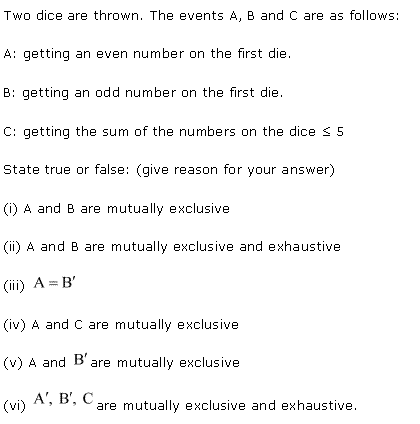 Two dice are thrown. The events A, B and C are as follows:
A: getting an even number on the first die.
B: getting an odd number on the first die.
C: getting the sum of the numbers on the dice ≤ 5
State true or false: (give reason for your answer)
(i) A and B are mutually exclusive
(ii) A and B are mutually exclusive and exhaustive
(iii) A = B′
(iv) A and C are mutually exclusive
(v) A and B′ are mutually exclusive
(vi) A′, B′, C are mutually exclusive and exhaustive.